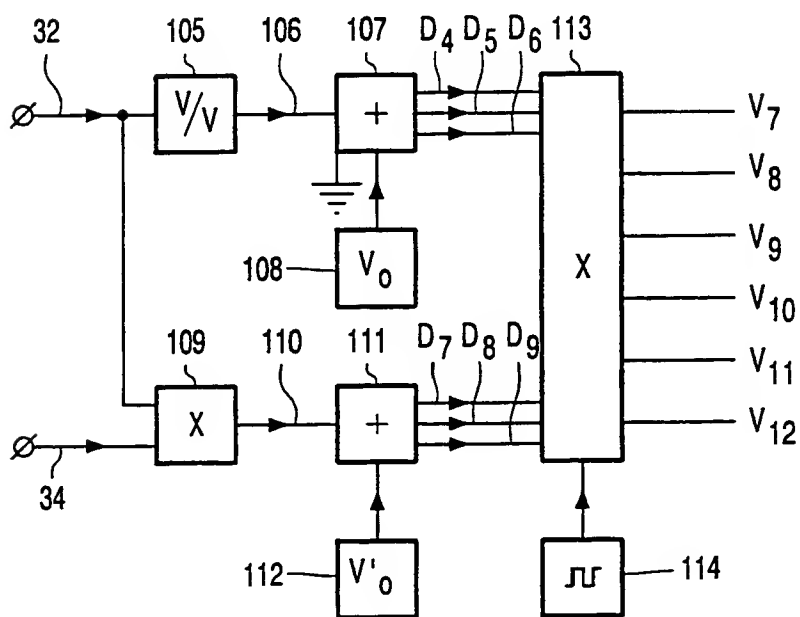 32 105 106 107 D4 D5 D6 113
V/V + V7
V8
108 V0 X V9
V10
109 110 111 D7 D8 D9
V11
X + V12
34
112 V'0 114